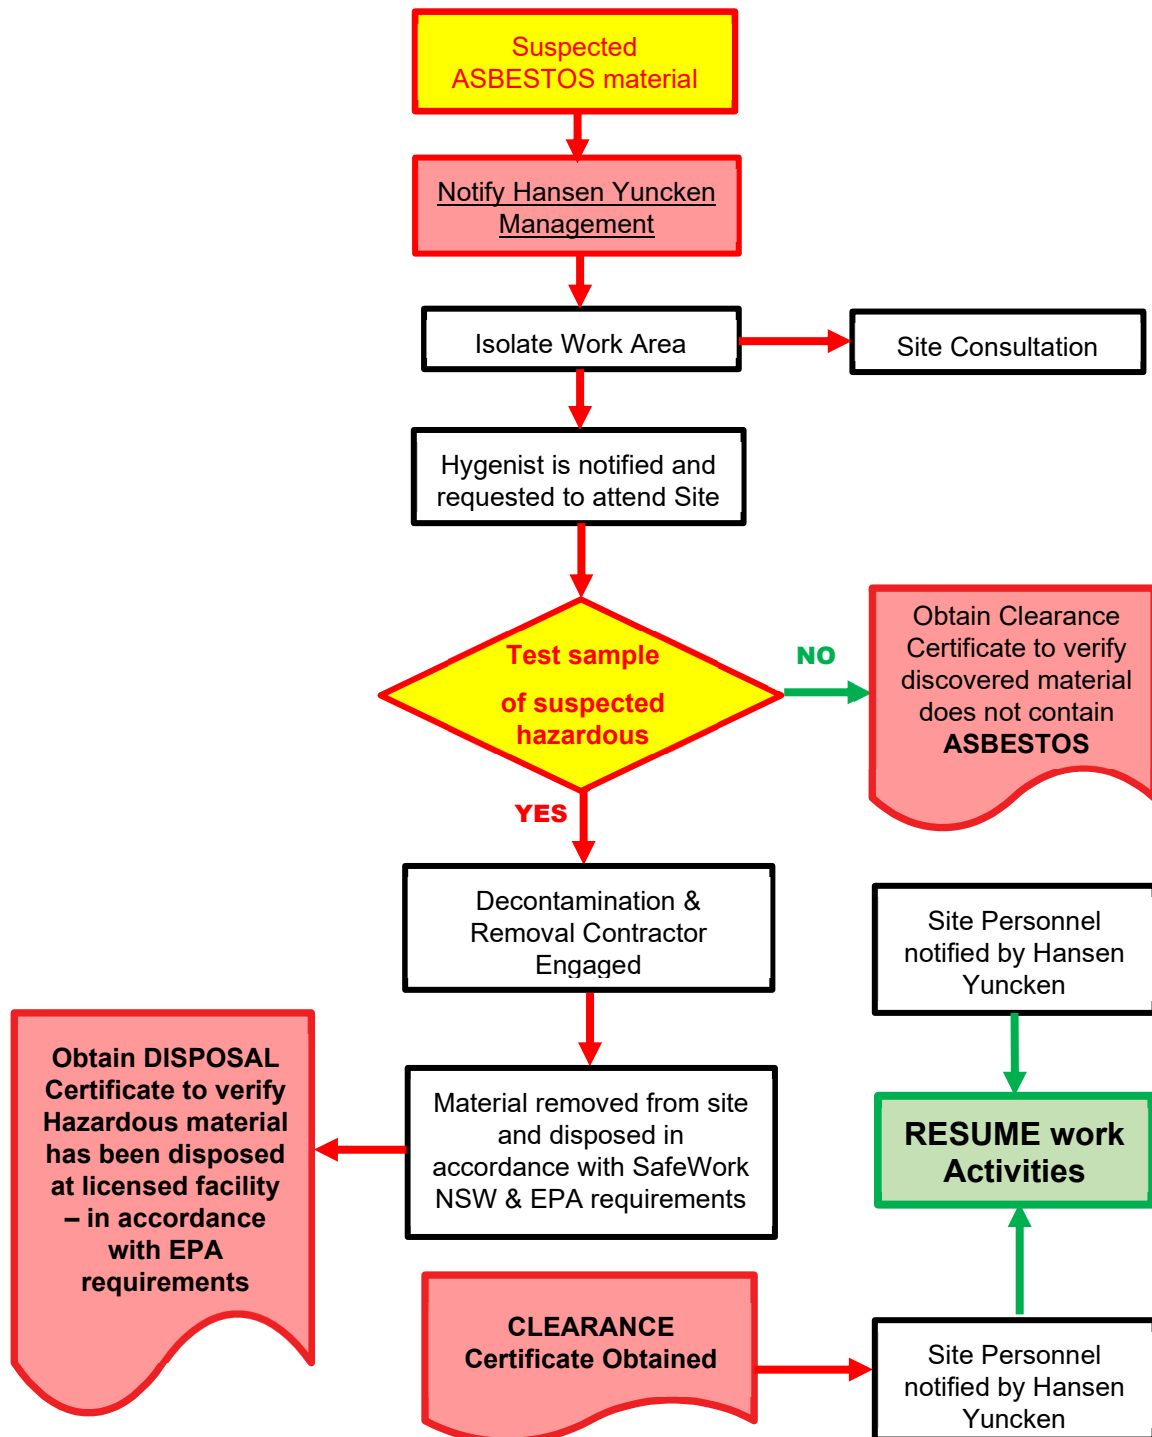 Suspected
ASBESTOS material
Notify Hansen Yuncken
Management
Isolate Work Area
Site Consultation
Hygenist is notified and
requested to attend Site
Test sample
of suspected
hazardous
NO
Obtain Clearance
Certificate to verify
discovered material
does not contain
ASBESTOS
YES
Decontamination &
Removal Contractor
Engaged
Site Personnel
notified by Hansen
Yuncken
Obtain DISPOSAL
Certificate to verify
Hazardous material
has been disposed
at licensed facility
– in accordance
with EPA
requirements
Material removed from site
and disposed in
accordance with SafeWork
NSW & EPA requirements
RESUME work
Activities
CLEARANCE
Certificate Obtained
Site Personnel
notified by Hansen
Yuncken